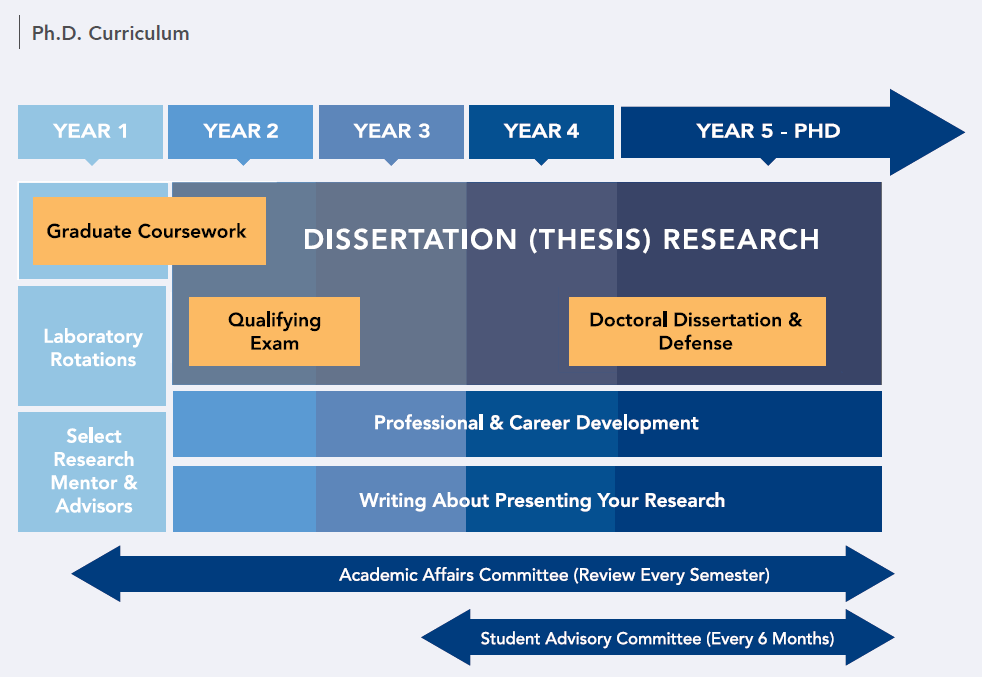 Ph.D. Curriculum
YEAR 1
YEAR 2
YEAR 3
YEAR 4
YEAR 5 - PHD
Graduate Coursework
DISSERTATION (THESIS) RESEARCH
Laboratory
Rotations
Qualifying
Exam
Doctoral Dissertation &
Defense
Select
Research
Mentor &
Advisors
Professional & Career Development
Writing About Presenting Your Research
Academic Affairs Committee (Review Every Semester)
Student Advisory Committee (Every 6 Months)